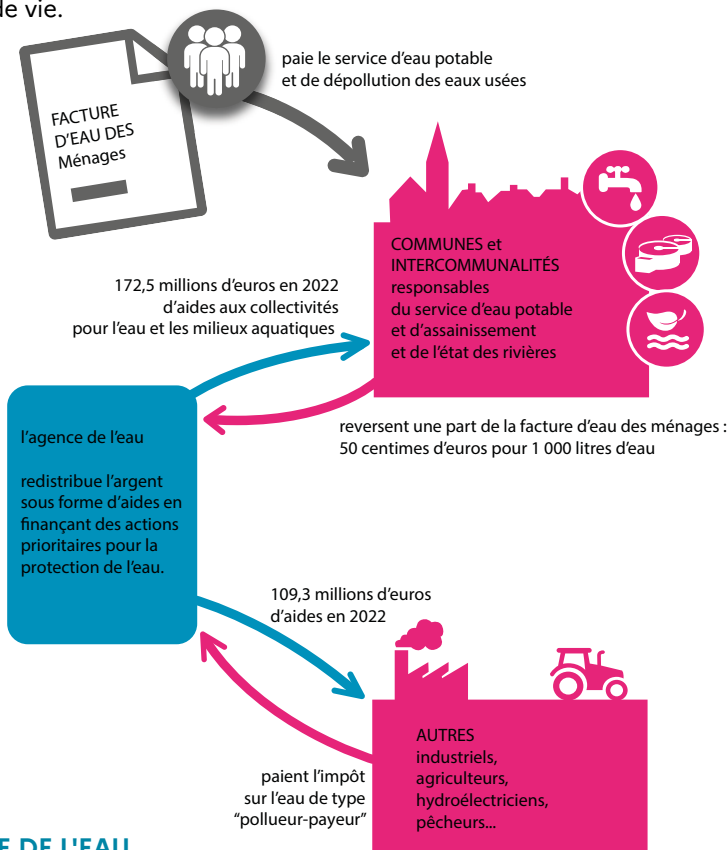 de vie.
paie le service d'eau potable
et de dépollution des eaux usées
FACTURE
D'EAU DES
Ménages
COMMUNES et
INTERCOMMUNALITÉS
responsables
du service d'eau potable
et d'assainissement
et de l'état des rivières
172,5 millions d'euros en 2022
d'aides aux collectivités
pour l'eau et les milieux aquatiques
reversent une part de la facture d'eau des ménages :
50 centimes d'euros pour 1 000 litres d'eau
l'agence de l'eau
redistribue l'argent
sous forme d'aides en
finançant des actions
prioritaires pour la
protection de l'eau.
109,3 millions d'euros
d'aides en 2022
AUTRES
industriels,
agriculteurs,
hydroélectriciens,
pêcheurs...
paient l'impôt
sur l'eau de type
“pollueur-payeur”
E DE L'EAU